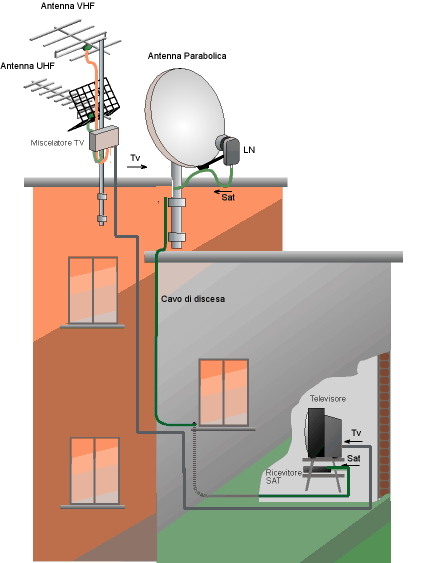 Antenna VHF
Antenna Parabolica
Antenna UHF
Miscelatore TV
LN
Tv
Sat
Cavo di discesa
Televisore
Tv
Sat
Ricevitore
SAT